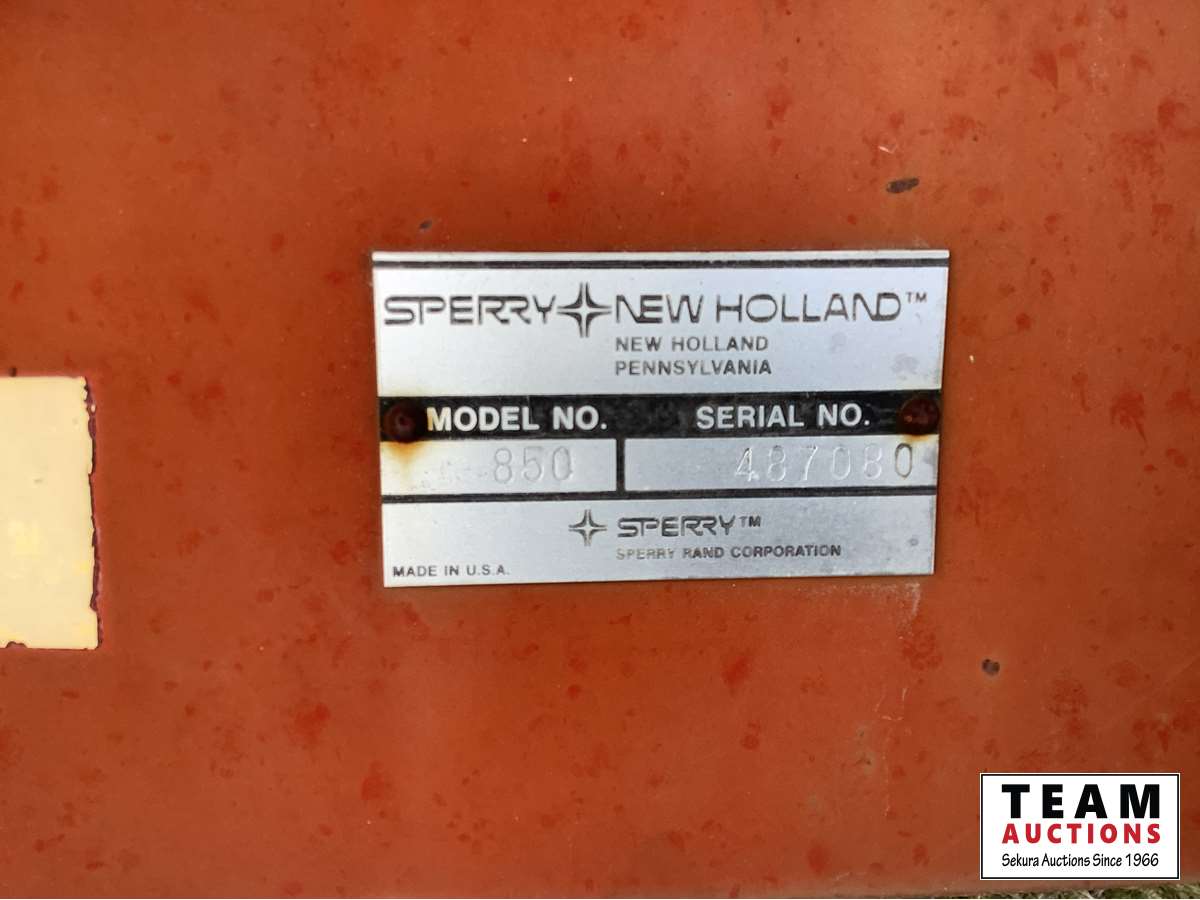 SPERRY NEW HOLLAND™
NEW HOLLAND
PENNSYLVANIA
MODEL NO. SERIAL NO.
850 487080
SPERRY™
SPERRY RAND CORPORATION
MADE IN U.S.A.
TEAM
AUCTIONS
Sekura Auctions Since 1966